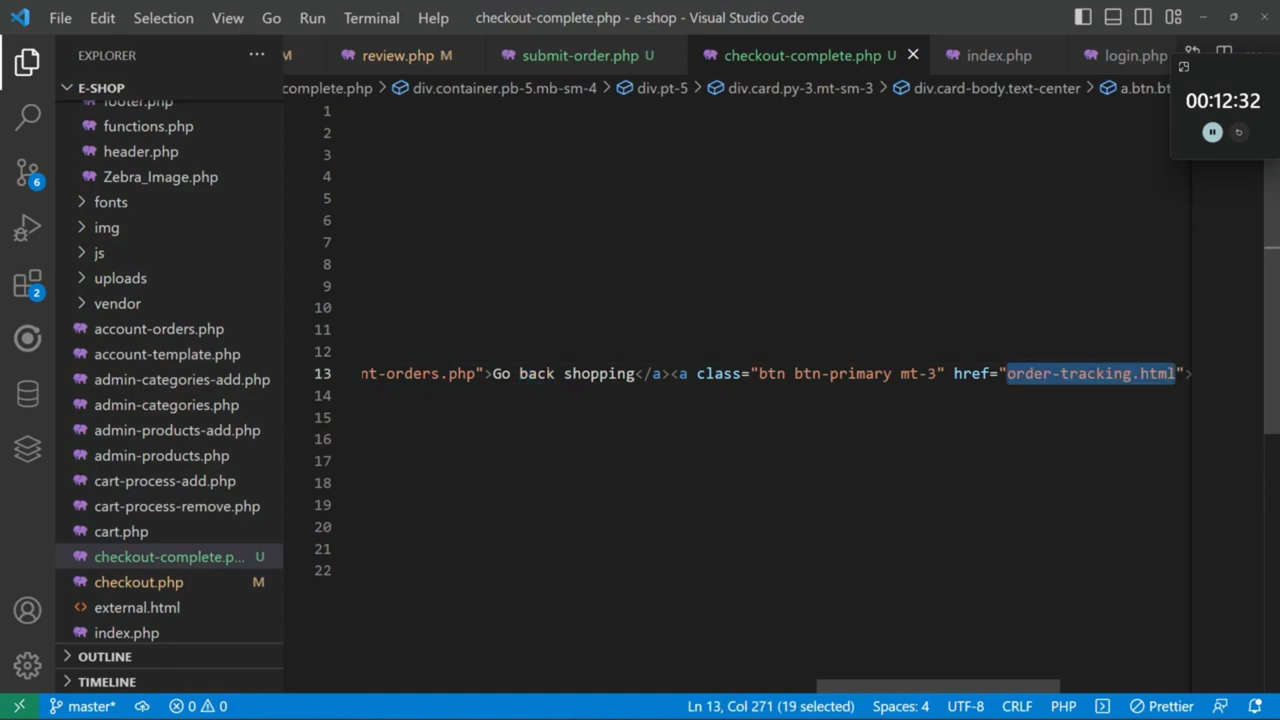 File Edit Selection View Go Run Terminal Help checkout-complete.php - e-shop - Visual Studio Code
EXPLORER
M review.php M submit-order.php U checkout-complete.php U index.php login.php
complete.php div.container.pb-5.mb-sm-4 div.pt-5 div.card.py-3.mt-sm-3 div.card-body.text-center a.btn.bt
00:12:32
E-SHOP
footer.php
functions.php
header.php
Zebra_Image.php
fonts
img
js
uploads
vendor
account-orders.php
account-template.php
admin-categories-add.php
admin-categories.php
admin-products-add.php
admin-products.php
cart-process-add.php
cart-process-remove.php
cart.php
checkout-complete.p... U
checkout.php M
external.html
index.php
OUTLINE
TIMELINE
6
2
1
2
3
4
5
6
7
8
9
10
11
12
13 nt-orders.php">Go back shopping</a><a class="btn btn-primary mt-3" href="order-tracking.html">
14
15
16
17
18
19
20
21
22
master* 0 0 Ln 13, Col 271 (19 selected) Spaces: 4 UTF-8 CRLF PHP Prettier